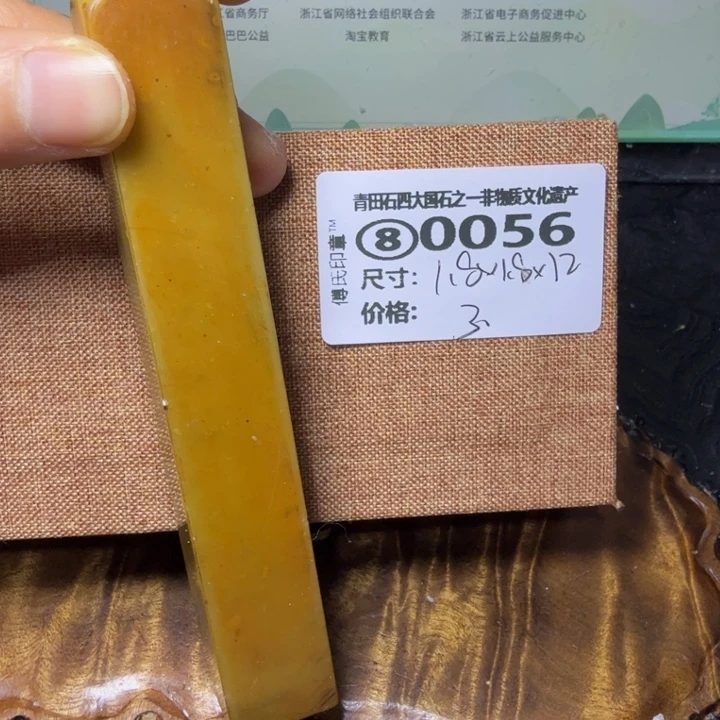 省商务厅 浙江省网络社会组织联合会 浙江省电子商务促进中心
巴巴公益 淘宝教育 浙江省云上公益服务中心
青田石四大国石之一非物质文化遗产
⑧0056
傅氏印章™
尺寸: 1.8x1.8x12
价格: